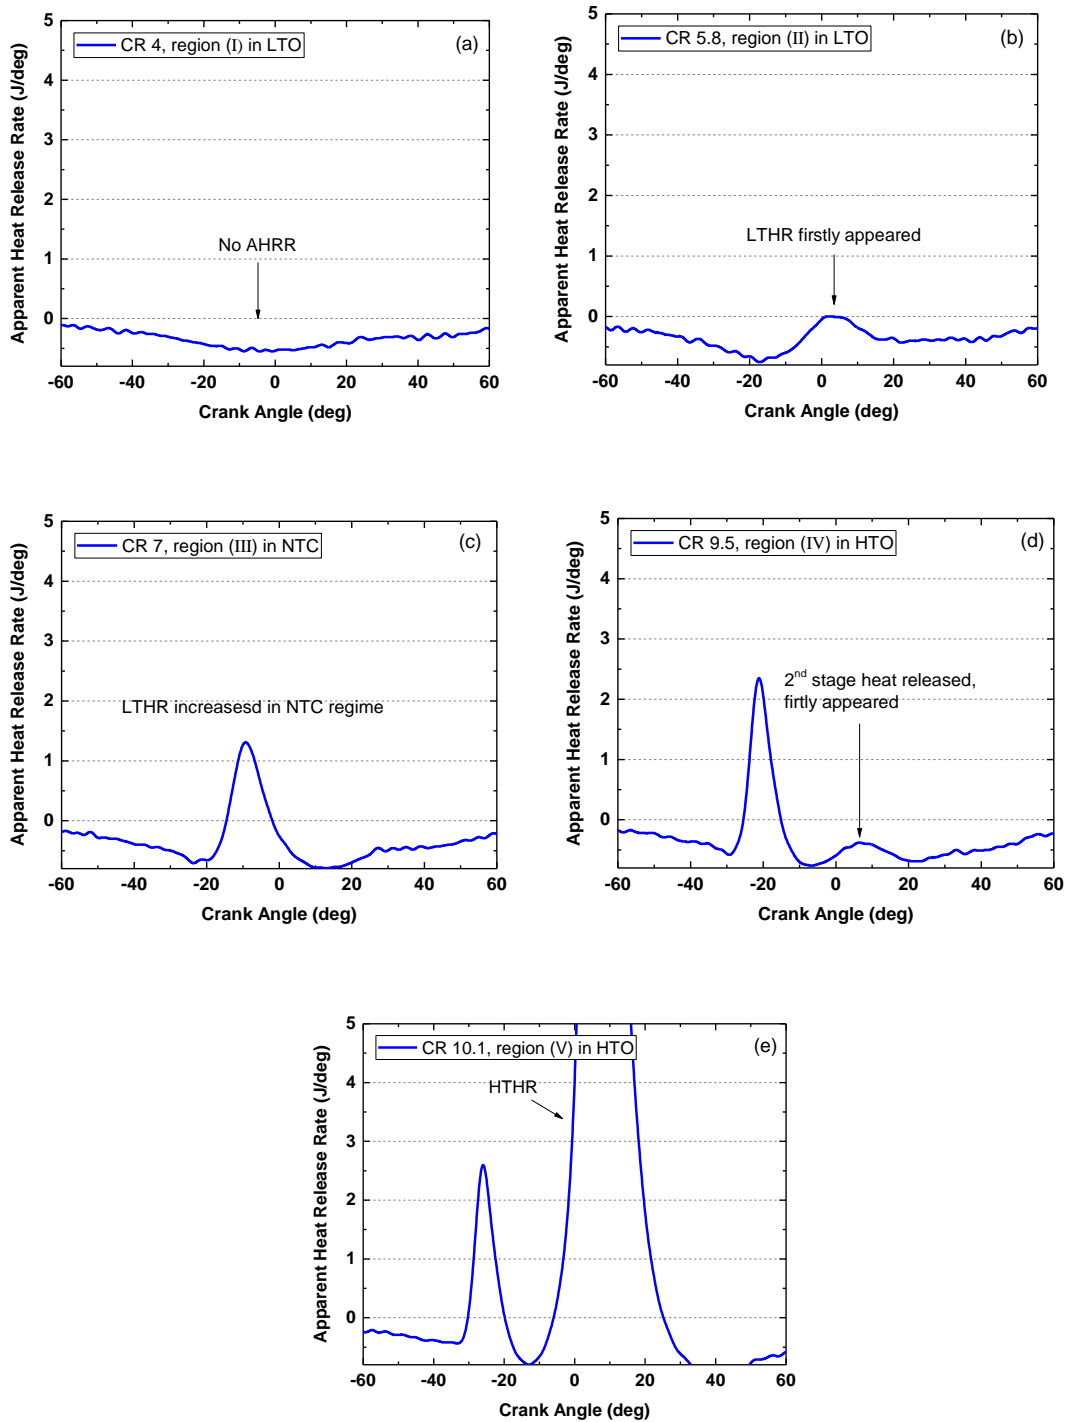 CR 4, region (I) in LTO
(a)
No AHRR
Apparent Heat Release Rate (J/deg)
5
4
3
2
1
0
-60 -40 -20 0 20 40 60
Crank Angle (deg)
CR 5.8, region (II) in LTO
(b)
LTHR firstly appeared
Apparent Heat Release Rate (J/deg)
5
4
3
2
1
0
-60 -40 -20 0 20 40 60
Crank Angle (deg)
CR 7, region (III) in NTC
(c)
LTHR increasesd in NTC regime
Apparent Heat Release Rate (J/deg)
5
4
3
2
1
0
-60 -40 -20 0 20 40 60
Crank Angle (deg)
CR 9.5, region (IV) in HTO
(d)
2nd stage heat released,
firtly appeared
Apparent Heat Release Rate (J/deg)
5
4
3
2
1
0
-60 -40 -20 0 20 40 60
Crank Angle (deg)
CR 10.1, region (V) in HTO
(e)
HTHR
Apparent Heat Release Rate (J/deg)
5
4
3
2
1
0
-60 -40 -20 0 20 40 60
Crank Angle (deg)